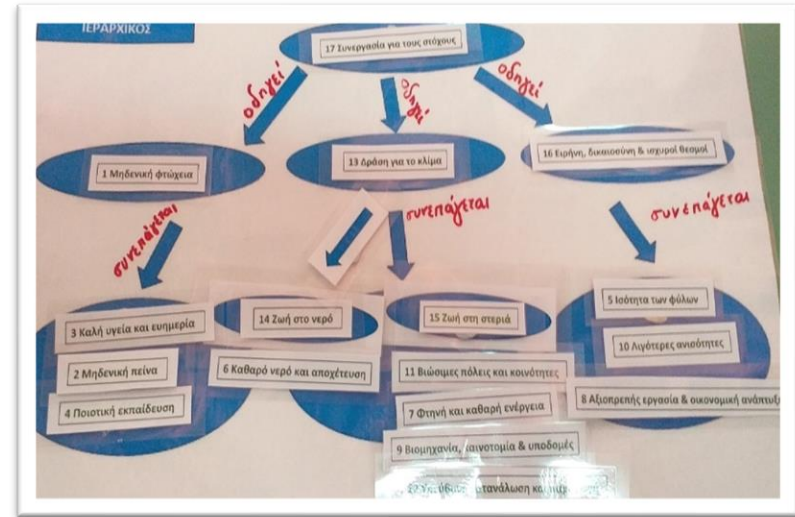 ΙΕΡΑΡΧΙΚΟΣ
17 Συνεργασία για τους στόχους
οδηγεί
οδηγεί
οδηγεί
1 Μηδενική φτώχεια
13 Δράση για το κλίμα
16 Ειρήνη, δικαιοσύνη & ισχυροί θεσμοί
συνεπάγεται
συνεπάγεται
συνεπάγεται
3 Καλή υγεία και ευημερία
2 Μηδενική πείνα
4 Ποιοτική εκπαίδευση
14 Ζωή στο νερό
6 Καθαρό νερό και αποχέτευση
15 Ζωή στη στεριά
11 Βιώσιμες πόλεις και κοινότητες
7 Φτηνή και καθαρή ενέργεια
9 Βιομηχανία, καινοτομία & υποδομές
5 Ισότητα των φύλων
10 Λιγότερες ανισότητες
8 Αξιοπρεπής εργασία & οικονομική